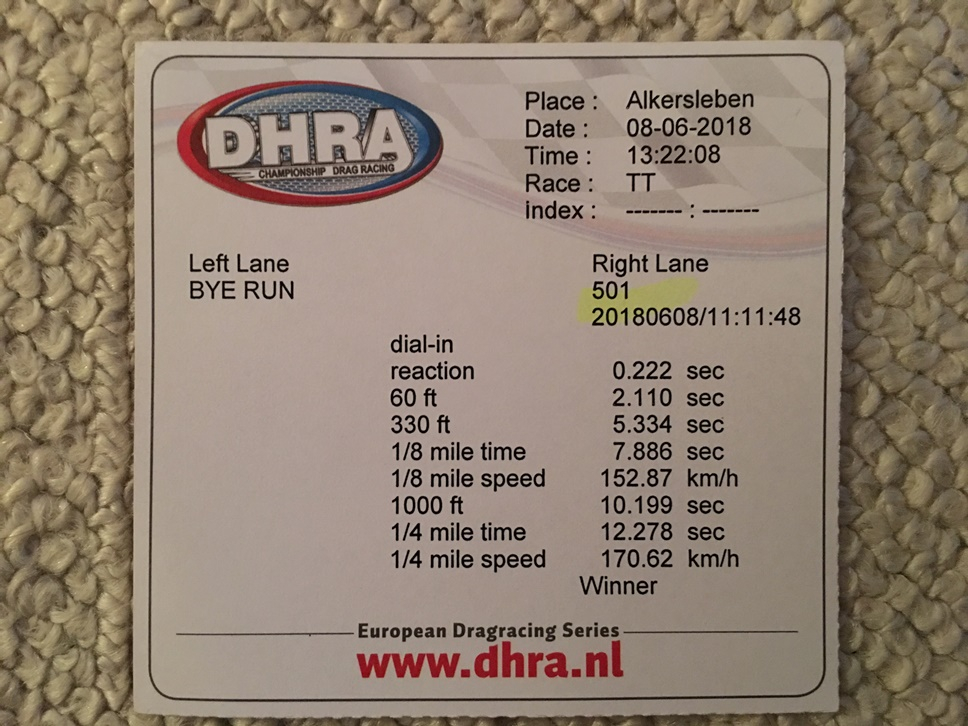 DHRA
CHAMPIONSHIP DRAG RACING
Place : Alkersleben
Date : 08-06-2018
Time : 13:22:08
Race : TT
index : ------- : -------
Left Lane
BYE RUN
Right Lane
501
20180608/11:11:48
dial-in
reaction 0.222 sec
60 ft 2.110 sec
330 ft 5.334 sec
1/8 mile time 7.886 sec
1/8 mile speed 152.87 km/h
1000 ft 10.199 sec
1/4 mile time 12.278 sec
1/4 mile speed 170.62 km/h
Winner
European Dragracing Series
www.dhra.nl